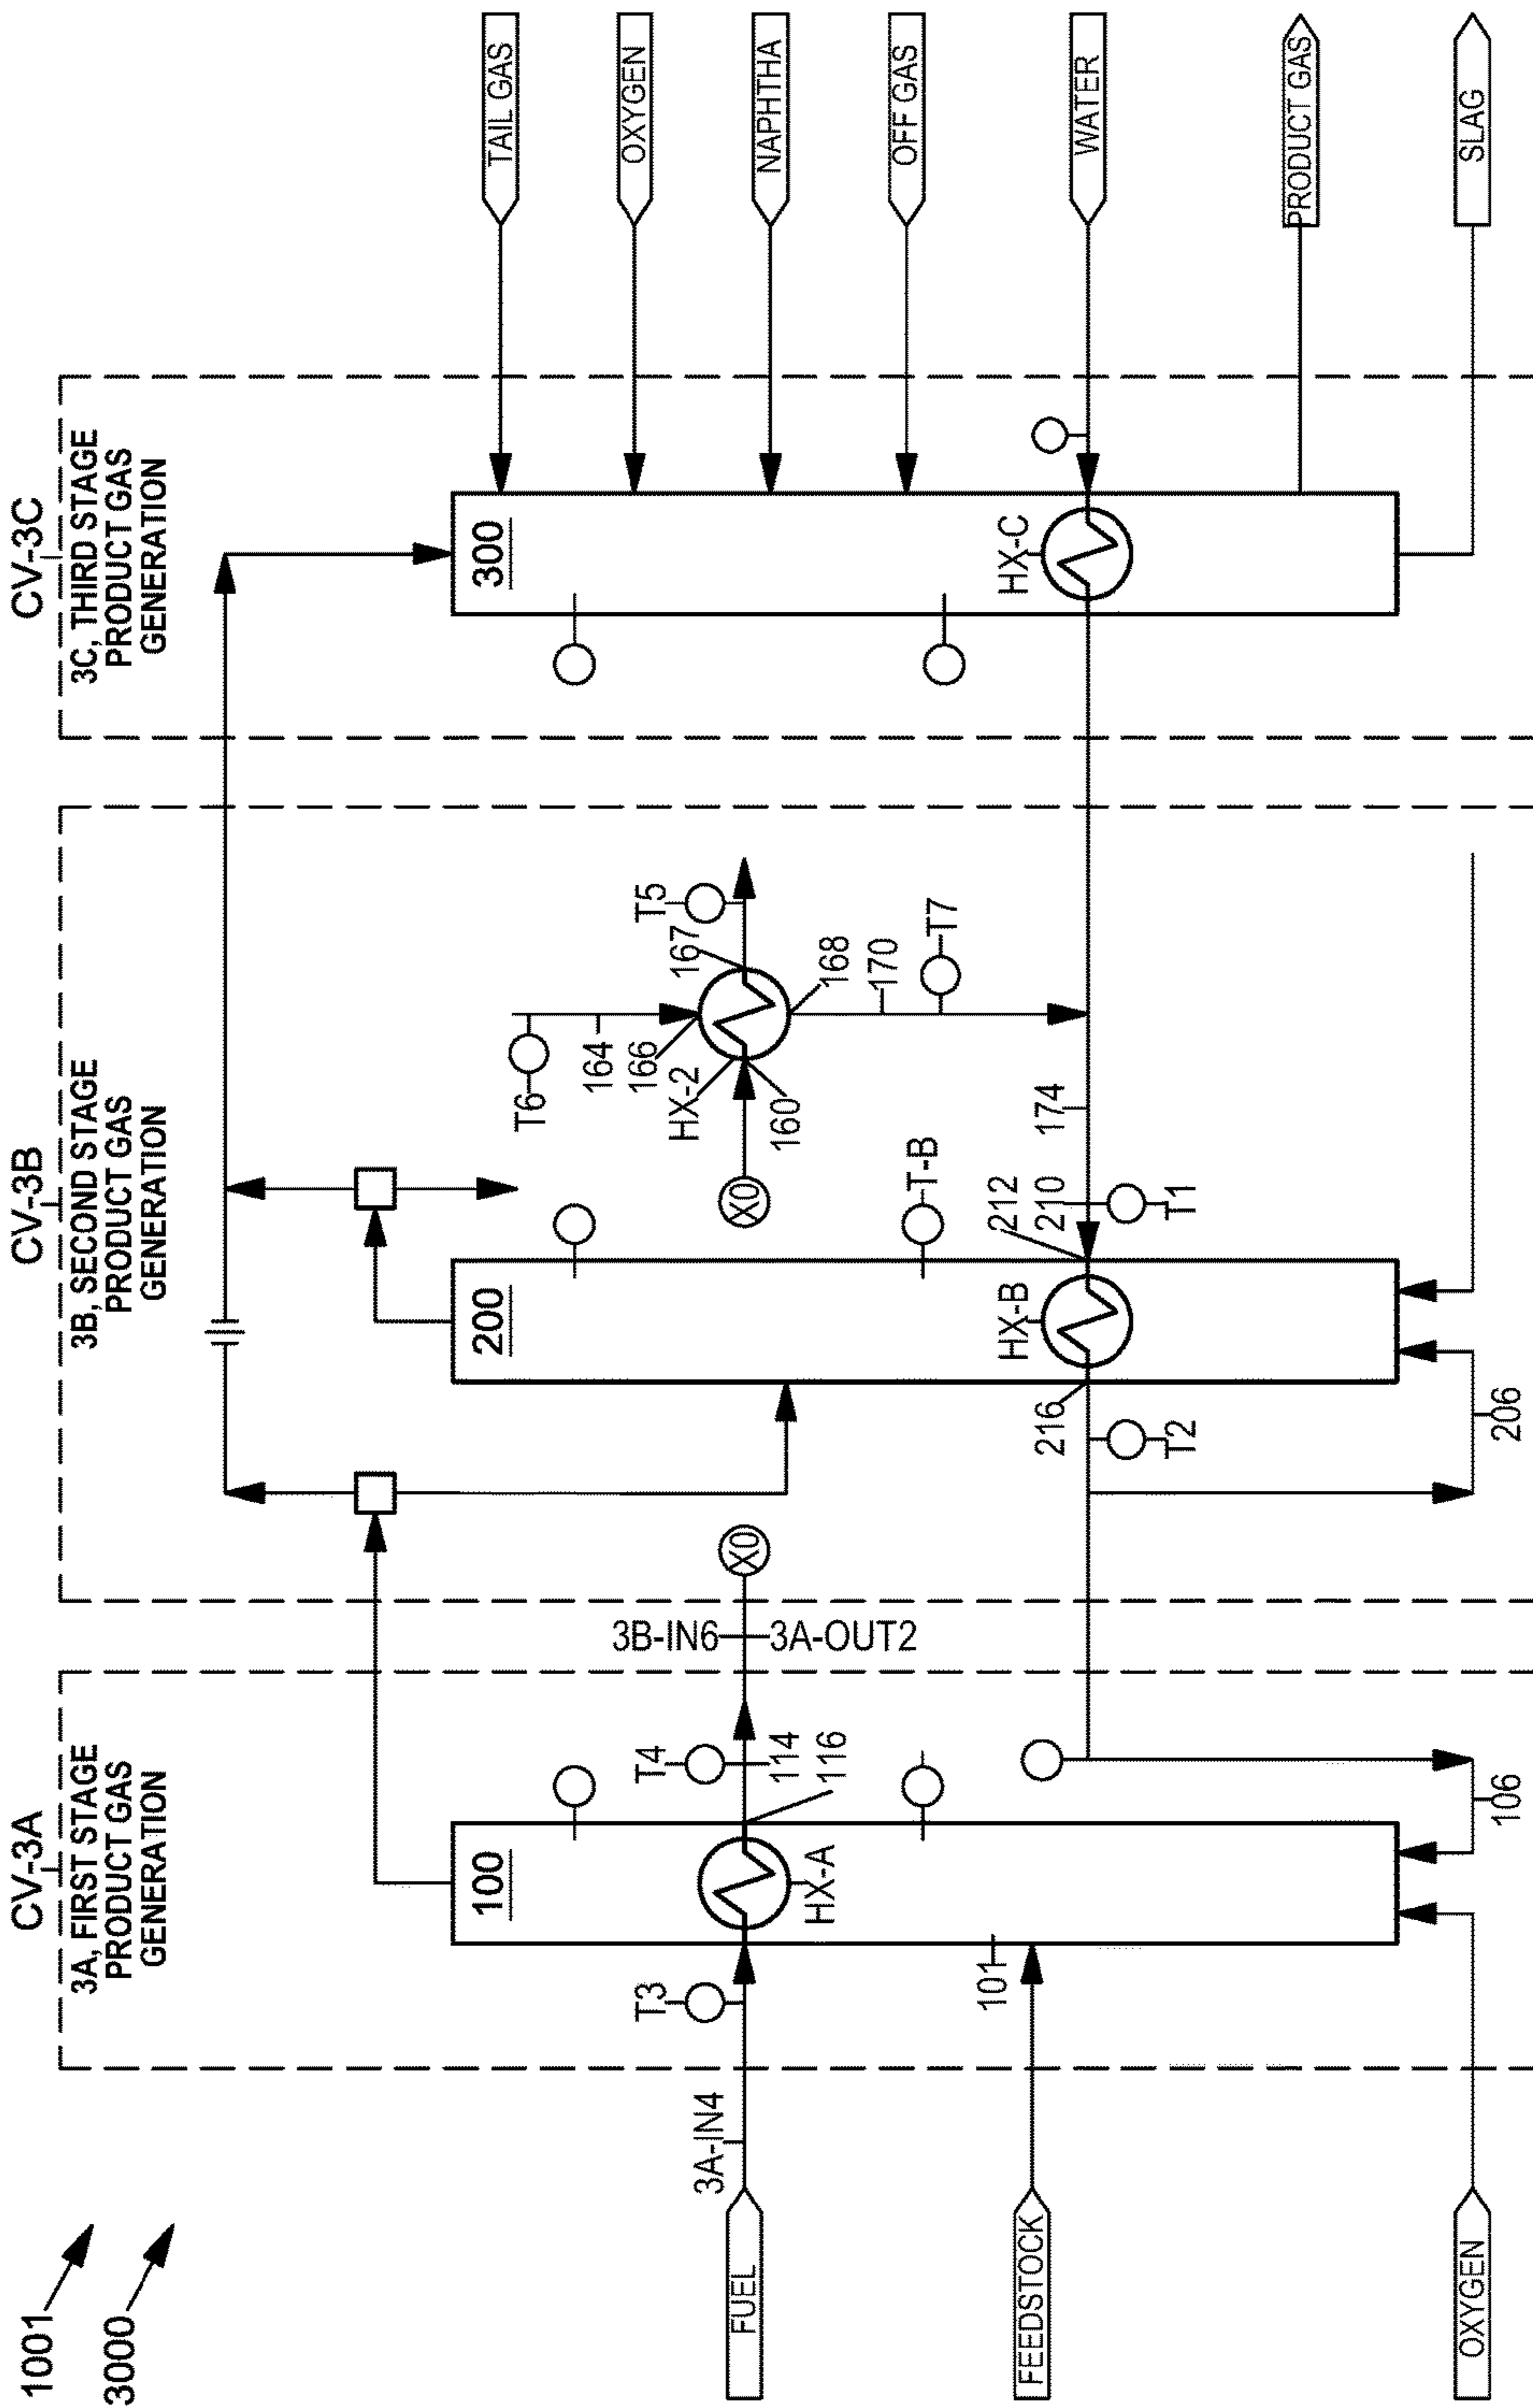 1001
3000
CV-3A
3A, FIRST STAGE
PRODUCT GAS
GENERATION
CV-3B
3B, SECOND STAGE
PRODUCT GAS
GENERATION
CV-3C
3C, THIRD STAGE
PRODUCT GAS
GENERATION
FUEL
3A-IN4
FEEDSTOCK
OXYGEN
T3
101
100
HX-A
T4
114
116
106
3B-IN6
3A-OUT2
X0
216
T2
206
200
HX-B
T-B
212
210
T1
174
X0
160
HX-2
T6
164
166
167
T5
168
170
T7
300
HX-C
TAIL GAS
OXYGEN
NAPHTHA
OFF GAS
WATER
PRODUCT GAS
SLAG